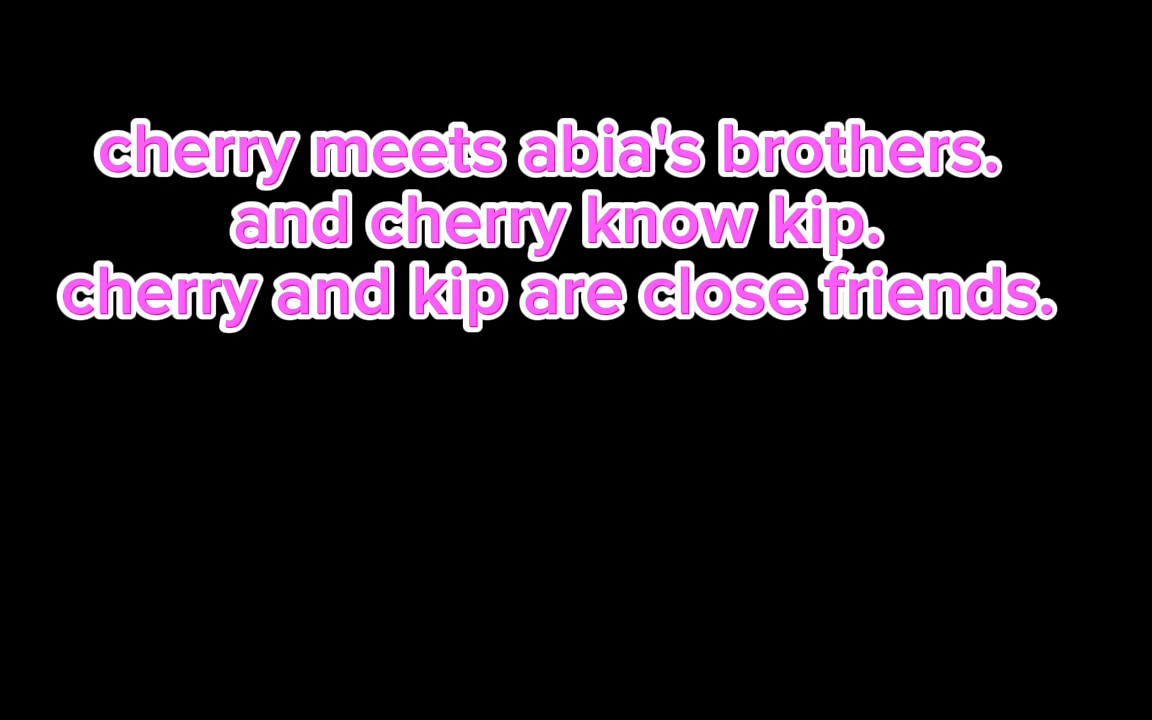 cherry meets abia's brothers.
and cherry know kip.
cherry and kip are close friends.